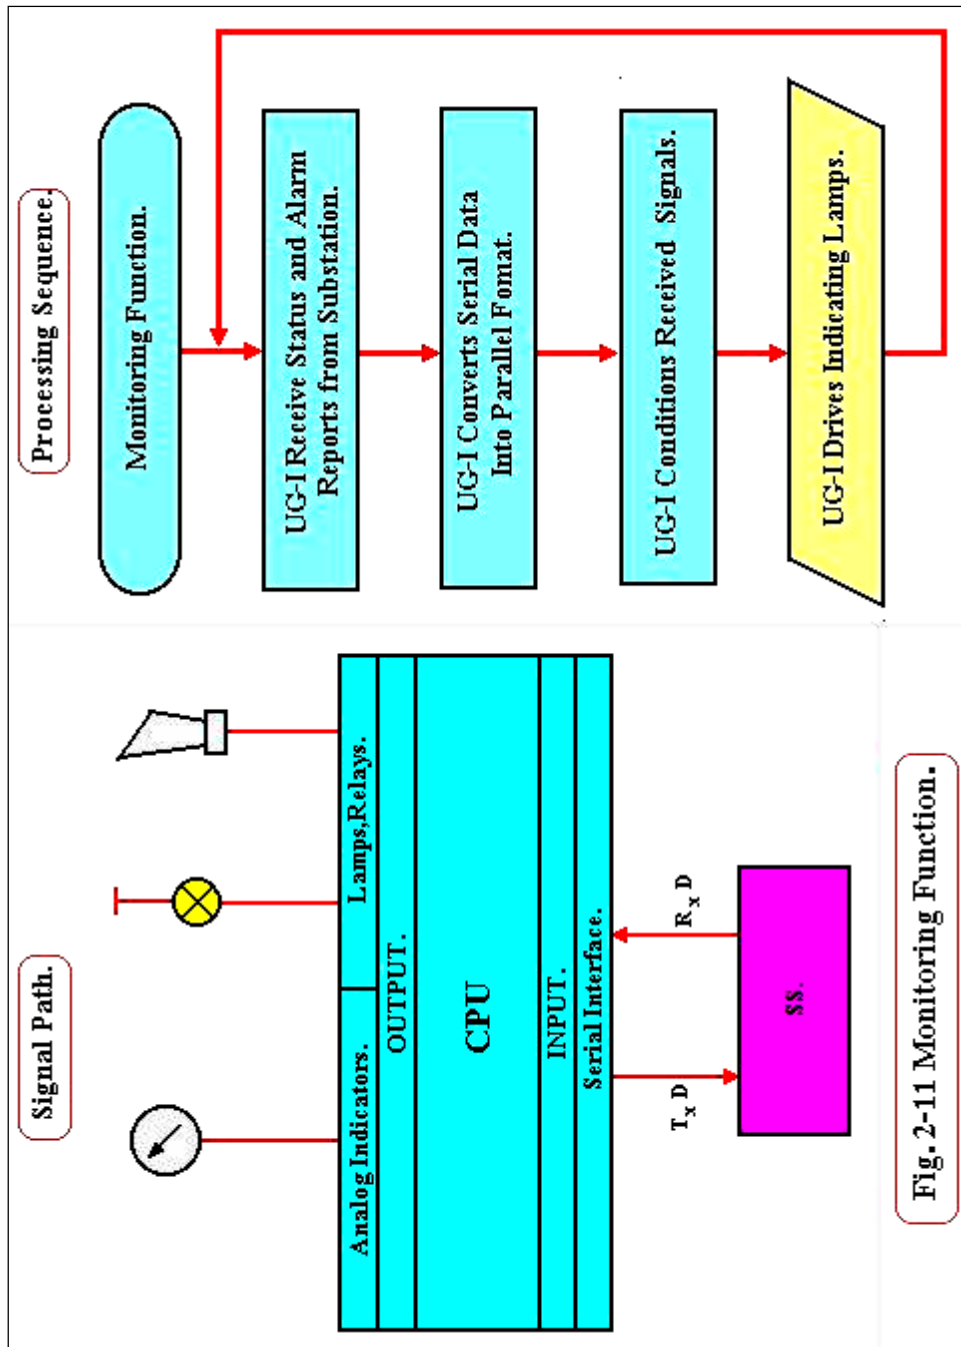 Signal Path.
Analog Indicators.
Lamps,Relays.
OUTPUT.
CPU
INPUT.
Serial Interface.
TxD
RxD
SS.
Processing Sequence.
Monitoring Function.
UG-I Receive Status and Alarm
Reports from Substation.
UG-I Converts Serial Data
Into Parallel Fomat.
UG-I Conditions Received Signals.
UG-I Drives Indicating Lamps.
Fig. 2-11 Monitoring Function.